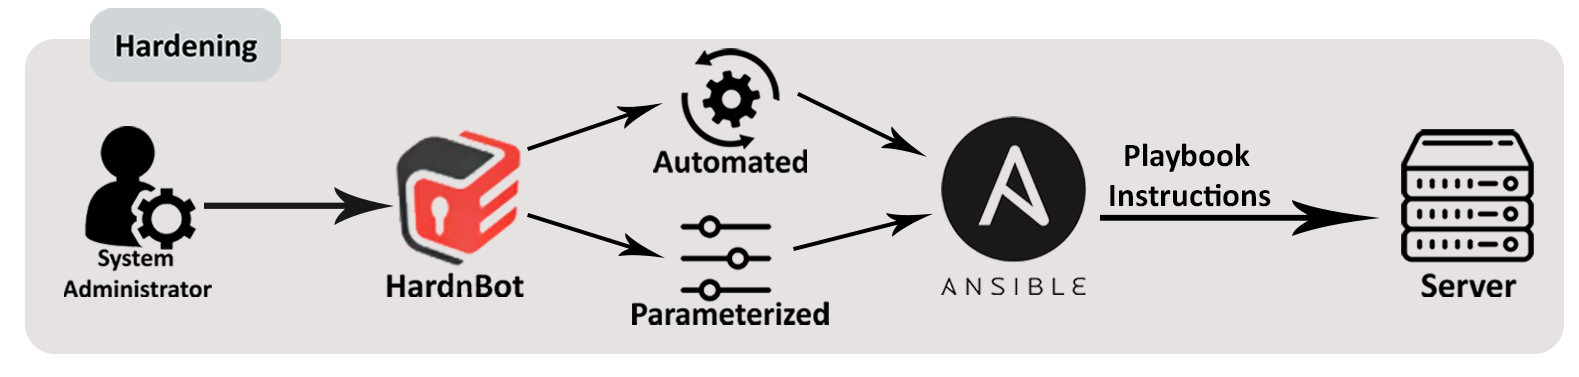 Hardening
System
Administrator
HardnBot
Automated
Parameterized
ANSIBLE
Playbook
Instructions
Server